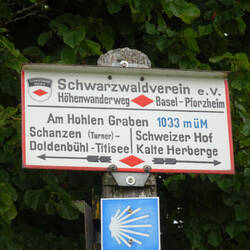 Schwarzwaldverein e.V.
Höhenwanderweg Basel-Pforzheim
Am Hohlen Graben 1033 müM
Schanzen (Turner)- Schweizer Hof
Doldenbühl-Titisee Kalte Herberge